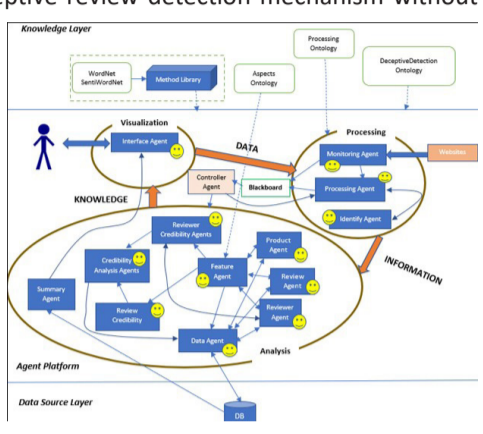 eptive review detection mechanism without
Knowledge Layer
WordNet
SentiWordNet
Method Library
Aspects
Ontology
Processing
Ontology
DeceptiveDetection
Ontology
Visualization
Interface Agent
DATA
Processing
Monitoring Agent
Websites
Controller
Agent
Blackboard
Processing Agent
KNOWLEDGE
Identify Agent
Reviewer
Credibility Agents
Product
Agent
INFORMATION
Credibility
Analysis Agents
Feature
Agent
Review
Agent
Summary
Agent
Review
Credibility
Reviewer
Agent
Data Agent
Analysis
Agent Platform
Data Source Layer
DB